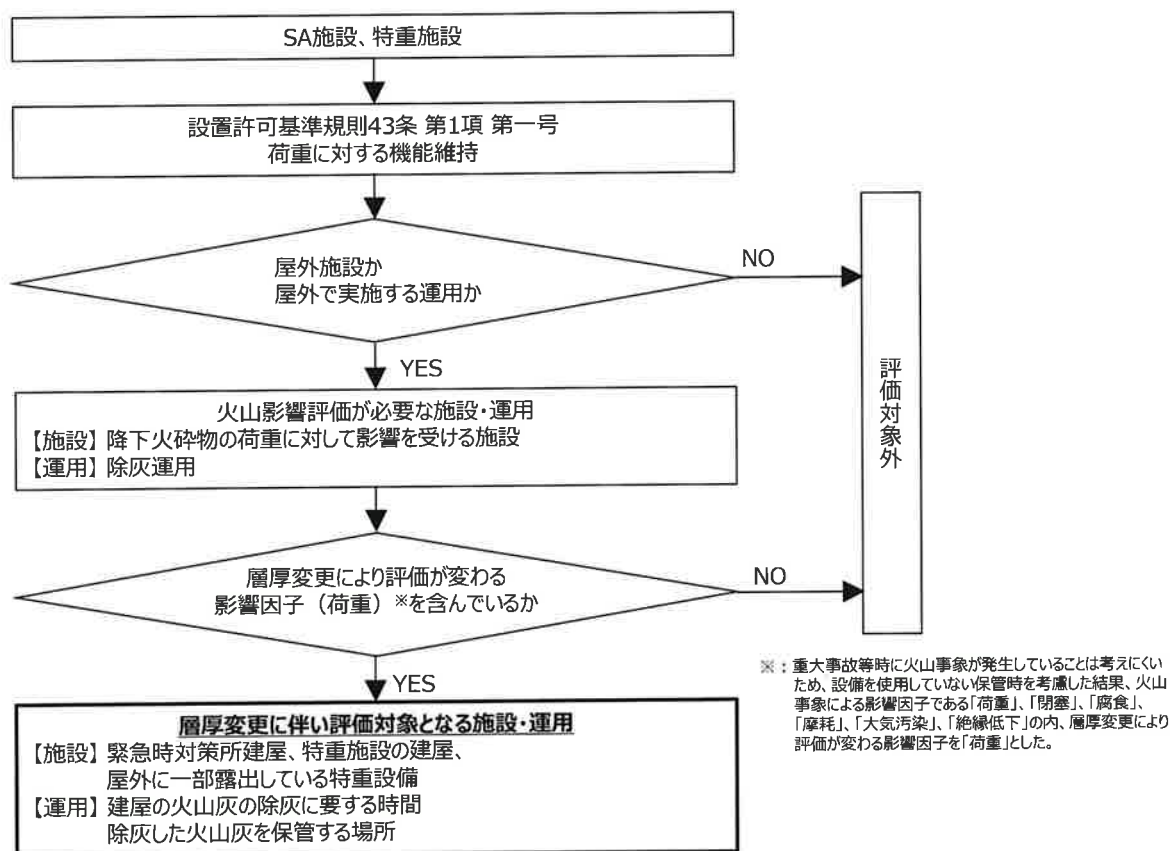 SA施設、特重施設
設置許可基準規則43条 第1項 第一号
荷重に対する機能維持
屋外施設か
屋外で実施する運用か
NO
YES
評価対象外
火山影響評価が必要な施設・運用
【施設】降下火砕物の荷重に対して影響を受ける施設
【運用】除灰運用
層厚変更により評価が変わる
影響因子（荷重）※を含んでいるか
NO
YES
層厚変更に伴い評価対象となる施設・運用
【施設】緊急時対策所建屋、特重施設の建屋、
屋外に一部露出している特重設備
【運用】建屋の火山灰の除灰に要する時間
除灰した火山灰を保管する場所
※：重大事故等時に火山事象が発生していることは考えにくい
ため、設備を使用していない保管時を考慮した結果、火山
事象による影響因子である「荷重」、「閉塞」、「腐食」、
「摩耗」、「大気汚染」、「絶縁低下」の内、層厚変更により
評価が変わる影響因子を「荷重」とした。